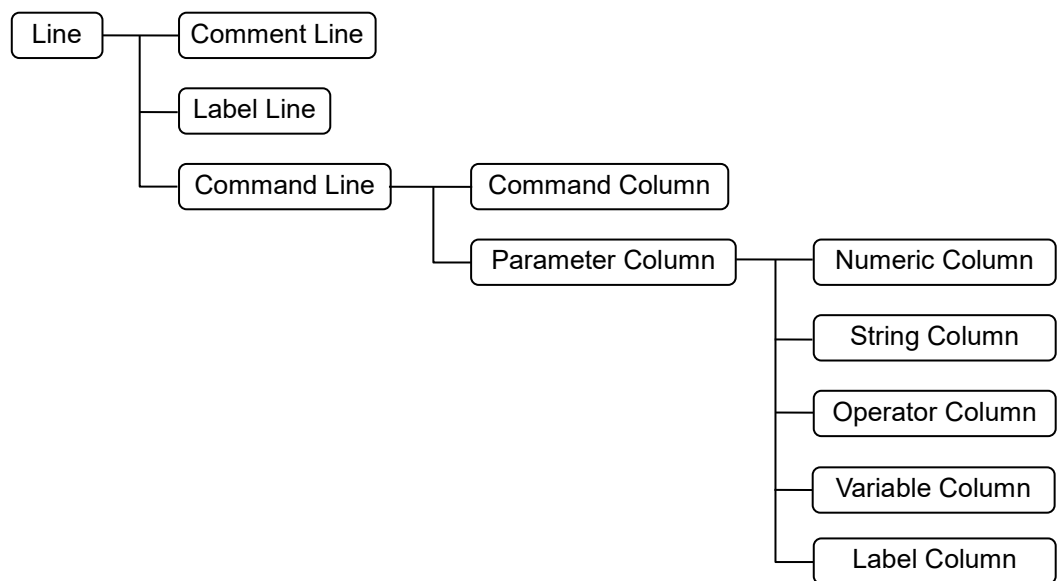 Line
Comment Line
Label Line
Command Line
Command Column
Parameter Column
Numeric Column
String Column
Operator Column
Variable Column
Label Column